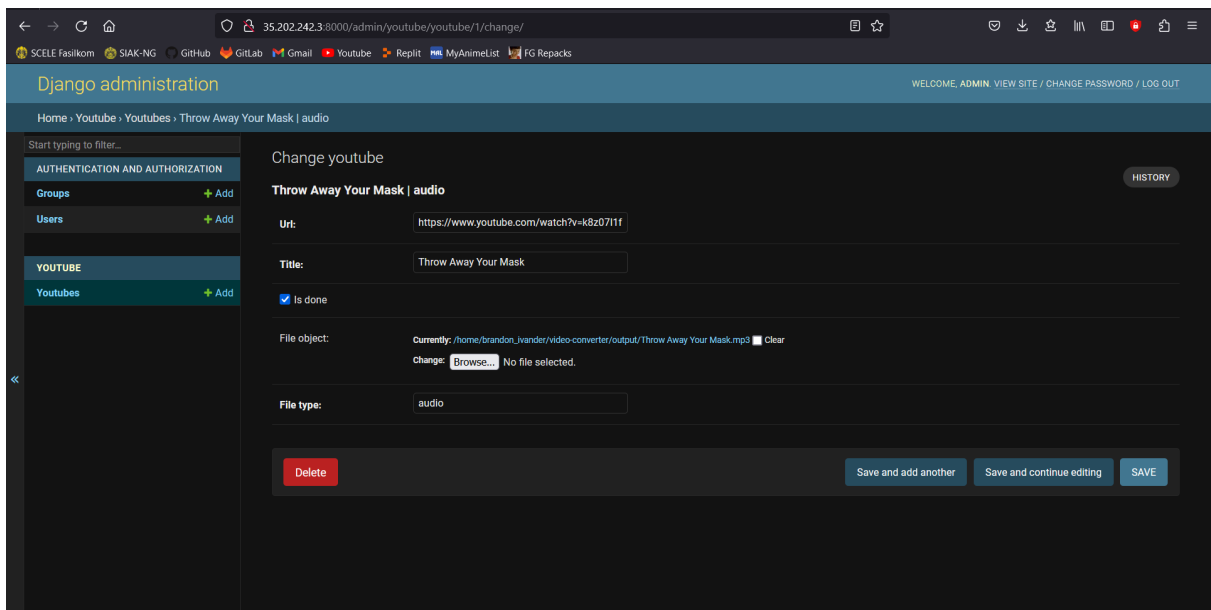 35.202.242.3:8000/admin/youtube/youtube/1/change/
SCELE Fasilkom SIAK-NG GitHub GitLab Gmail Youtube Replit MAL MyAnimeList FG Repacks
Django administration
WELCOME, ADMIN. VIEW SITE / CHANGE PASSWORD / LOG OUT
Home › Youtube › Youtubes › Throw Away Your Mask | audio
Start typing to filter...
AUTHENTICATION AND AUTHORIZATION
Groups + Add
Users + Add
YOUTUBE
Youtubes + Add
«
Change youtube
HISTORY
Throw Away Your Mask | audio
Url: https://www.youtube.com/watch?v=k8z07l1f
Title: Throw Away Your Mask
Is done
File object: Currently: /home/brandon_ivander/video-converter/output/Throw Away Your Mask.mp3 Clear
Change: Browse... No file selected.
File type: audio
Delete Save and add another Save and continue editing SAVE